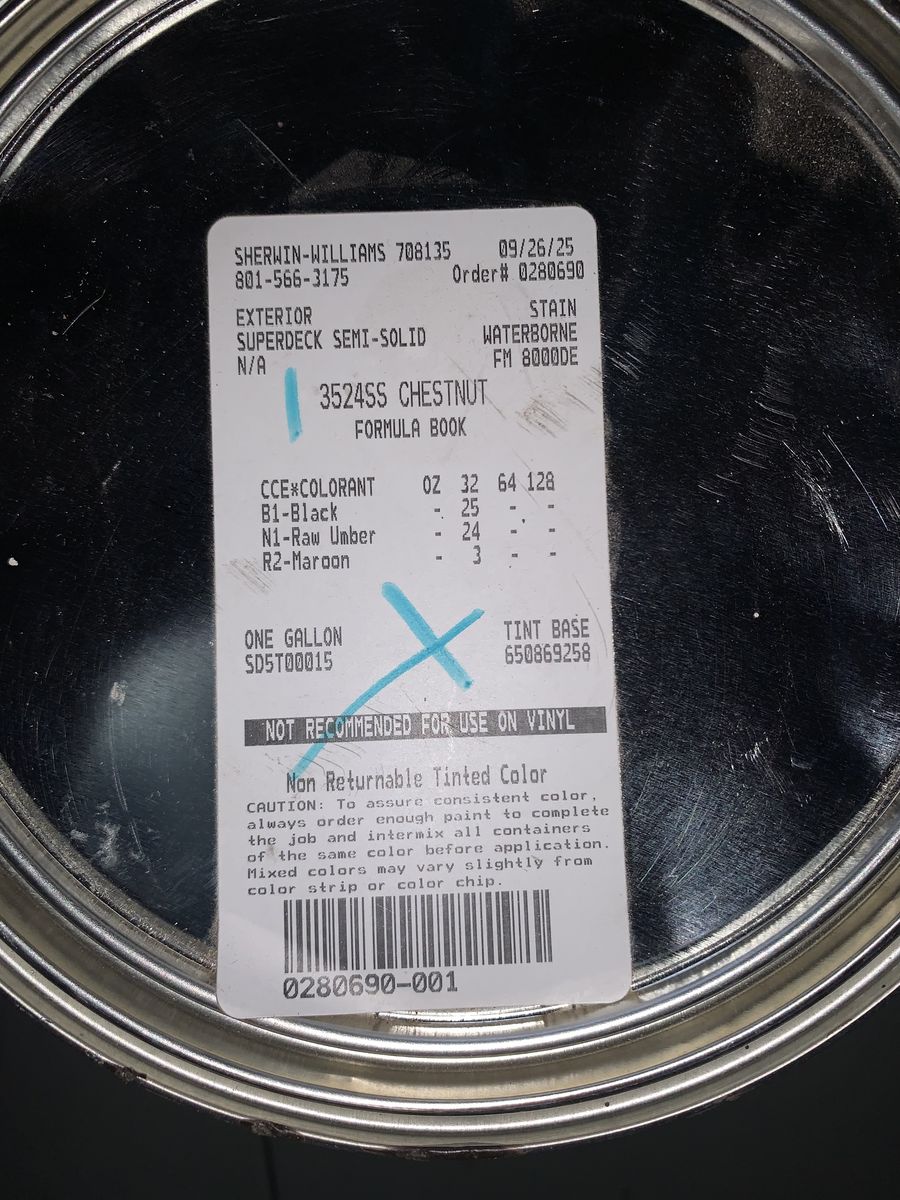 SHERWIN-WILLIAMS 708135 09/26/25
801-566-3175 Order# 0280690
EXTERIOR STAIN
SUPERDECK SEMI-SOLID WATERBORNE
N/A FM 8000DE
3524SS CHESTNUT
FORMULA BOOK
CCE*COLORANT OZ 32 64 128
B1-Black - 25 - -
N1-Raw Umber - 24 - -
R2-Maroon - 3 - -
ONE GALLON TINT BASE
SD5T00015 650869258
NOT RECOMMENDED FOR USE ON VINYL
Non Returnable Tinted Color
CAUTION: To assure consistent color,
always order enough paint to complete
the job and intermix all containers
of the same color before application.
Mixed colors may vary slightly from
color strip or color chip.
0280690-001